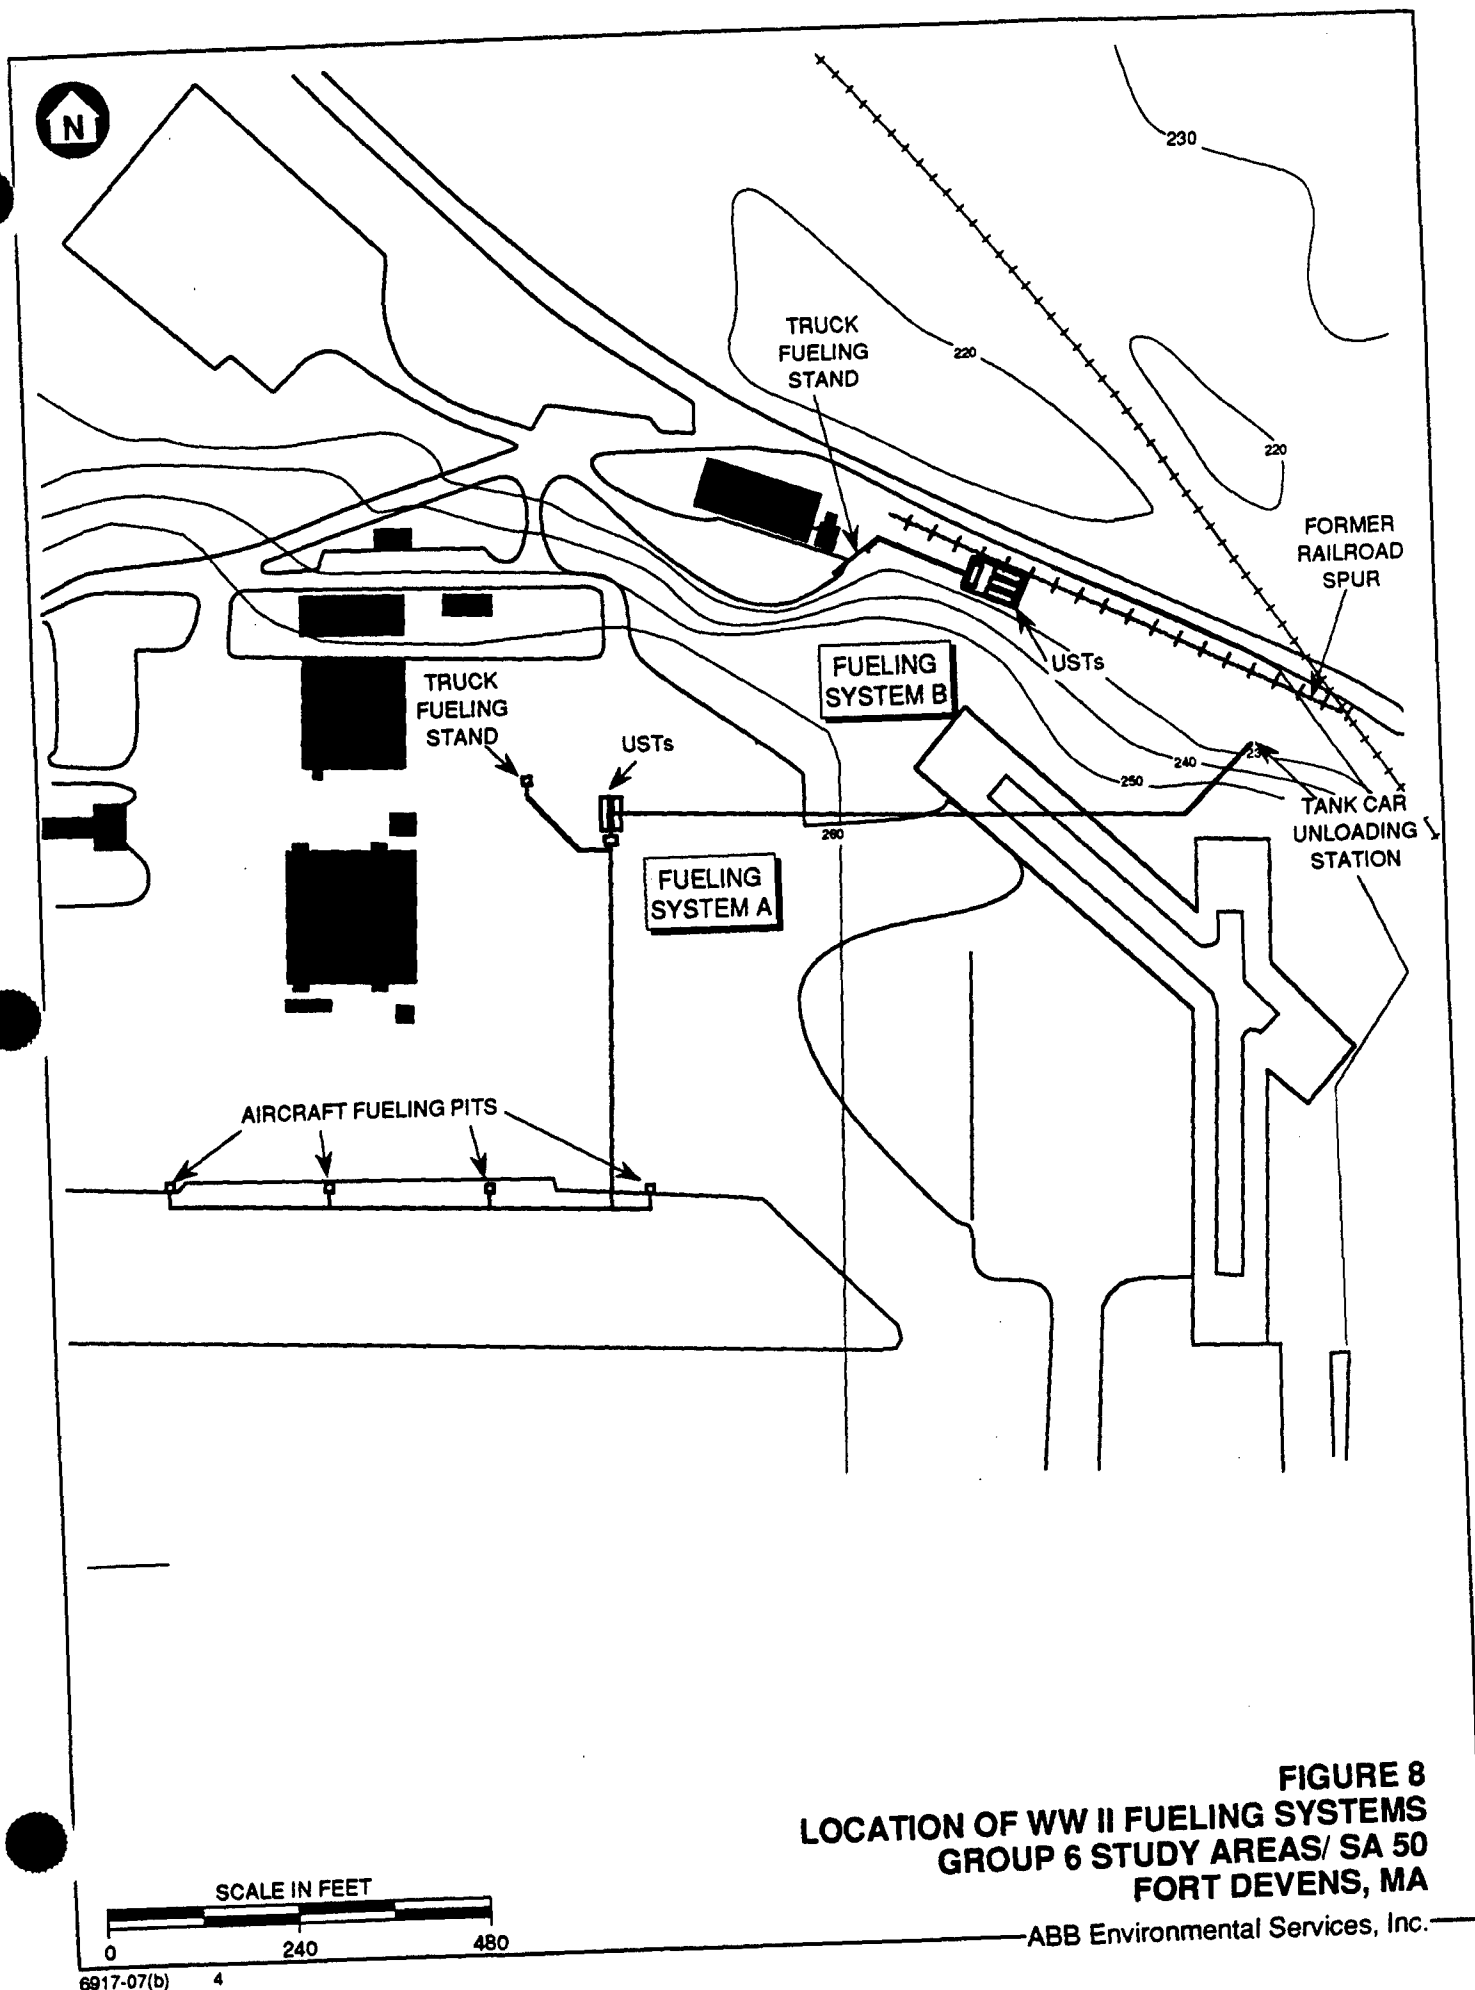 N
230
TRUCK
FUELING
STAND
220
220
FORMER
RAILROAD
SPUR
FUELING
SYSTEM B
USTs
TRUCK
FUELING
STAND
USTs
240
250
260
TANK CAR
UNLOADING
STATION
FUELING
SYSTEM A
AIRCRAFT FUELING PITS
FIGURE 8
LOCATION OF WW II FUELING SYSTEMS
GROUP 6 STUDY AREAS/ SA 50
FORT DEVENS, MA
ABB Environmental Services, Inc.
SCALE IN FEET
0 240 480
6917-07(b) 4